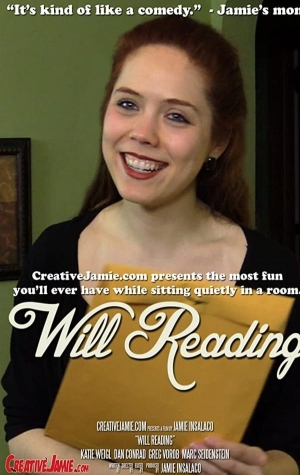 “It’s kind of like a comedy.” - Jamie’s mom
CreativeJamie.com presents the most fun
you’ll ever have while sitting quietly in a room.
Will Reading
CREATIVEJAMIE.COM PRESENTS A FILM BY JAMIE INSALACO
"WILL READING"
KATIE WEIGL DAN CONRAD GREG VOROB MARC SEIDENSTEIN
JAMIE INSALACO
CREATIVEJAMIE.COM